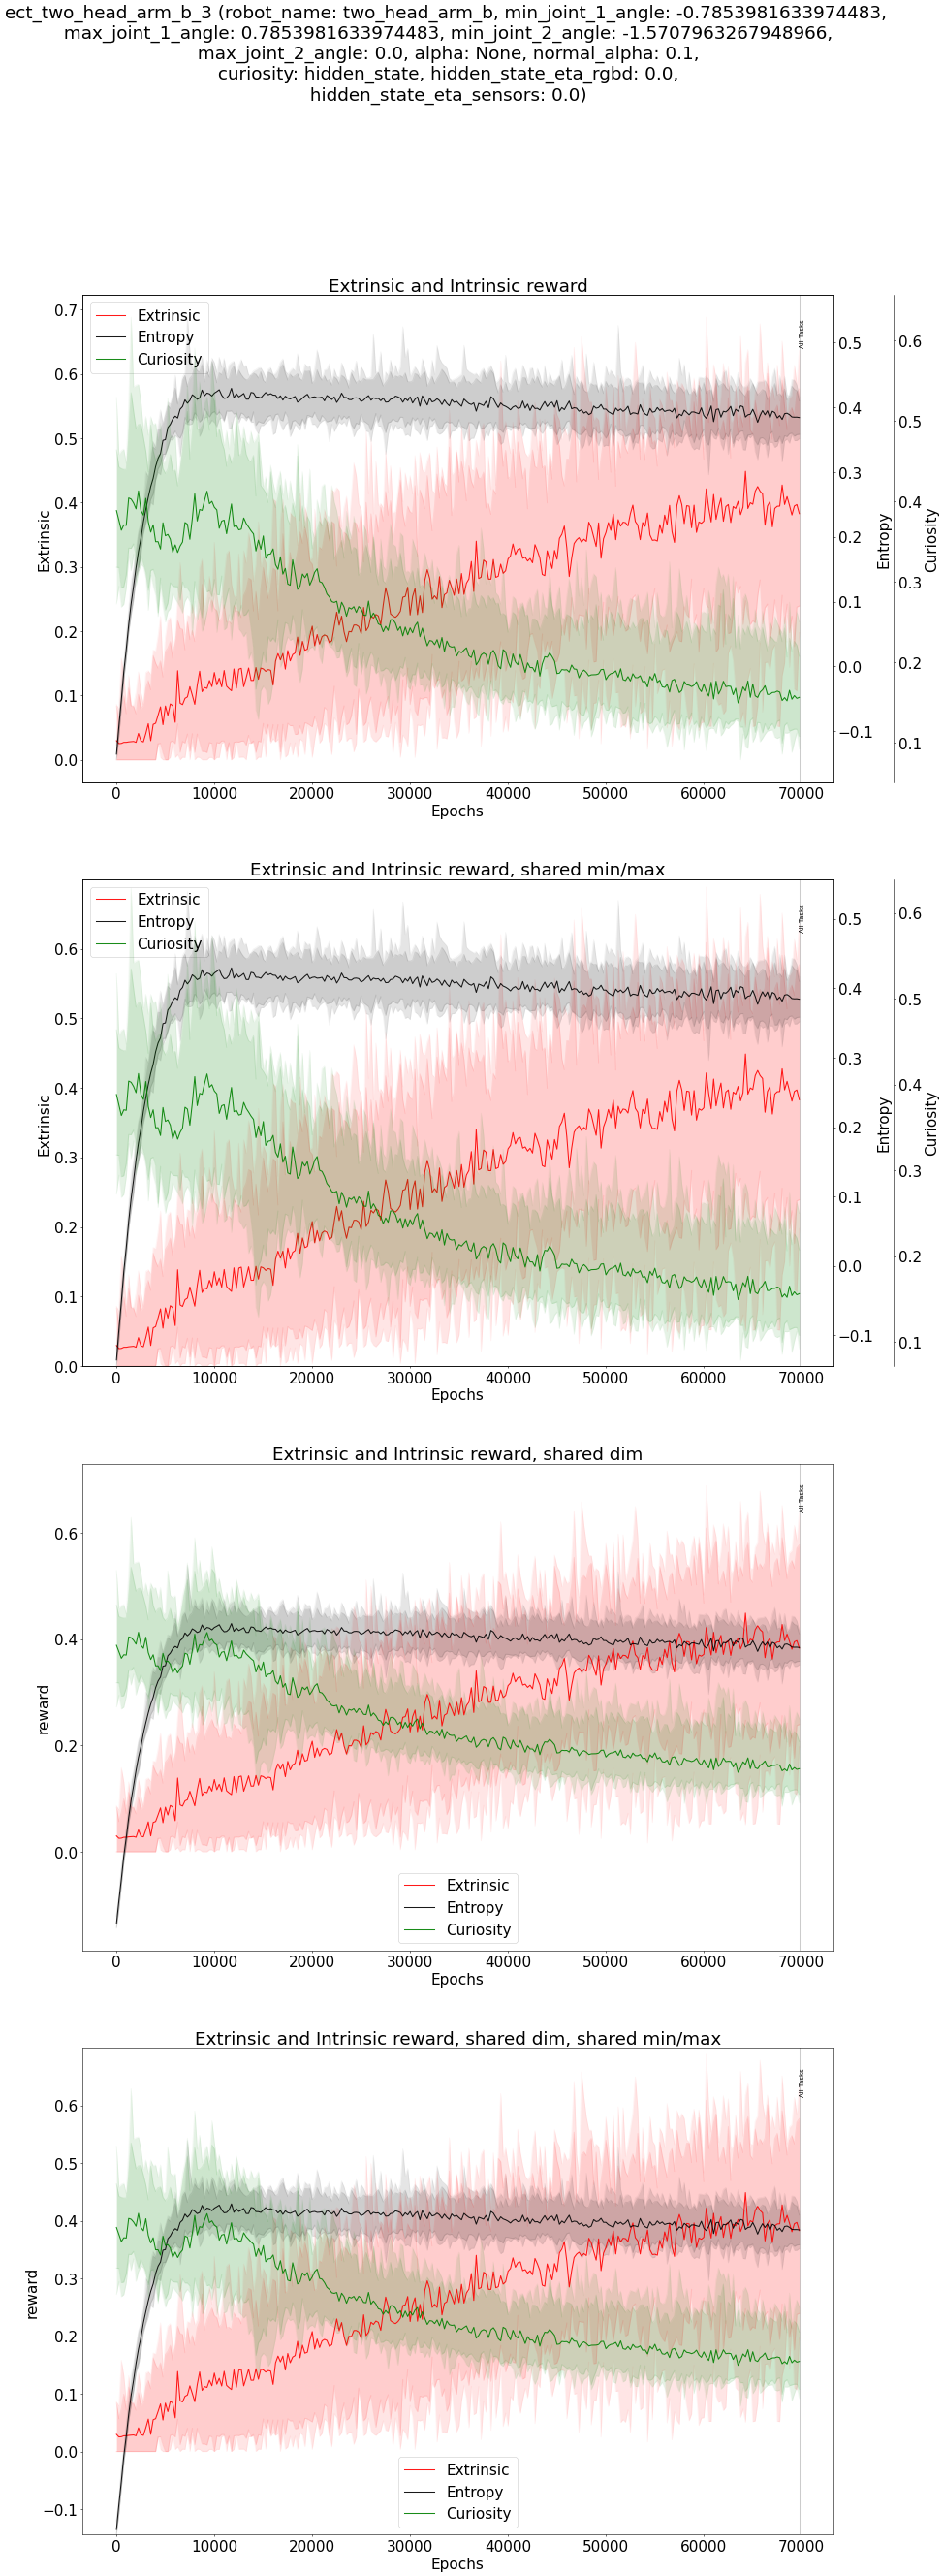 ect_two_head_arm_b_3 (robot_name: two_head_arm_b, min_joint_1_angle: -0.7853981633974483,
max_joint_1_angle: 0.7853981633974483, min_joint_2_angle: -1.5707963267948966,
max_joint_2_angle: 0.0, alpha: None, normal_alpha: 0.1,
curiosity: hidden_state, hidden_state_eta_rgbd: 0.0,
hidden_state_eta_sensors: 0.0)
Extrinsic and Intrinsic reward
Extrinsic
Entropy
Curiosity
All Tasks
0.7
0.6
0.5
0.4
0.3
0.2
0.1
0.0
Extrinsic
0.5
0.4
0.3
0.2
0.1
0.0
−0.1
Entropy
0.6
0.5
0.4
0.3
0.2
0.1
Curiosity
0 10000 20000 30000 40000 50000 60000 70000
Epochs
Extrinsic and Intrinsic reward, shared min/max
Extrinsic
Entropy
Curiosity
All Tasks
0.6
0.5
0.4
0.3
0.2
0.1
0.0
Extrinsic
0.5
0.4
0.3
0.2
0.1
0.0
−0.1
Entropy
0.6
0.5
0.4
0.3
0.2
0.1
Curiosity
0 10000 20000 30000 40000 50000 60000 70000
Epochs
Extrinsic and Intrinsic reward, shared dim
All Tasks
0.6
0.4
0.2
0.0
reward
Extrinsic
Entropy
Curiosity
0 10000 20000 30000 40000 50000 60000 70000
Epochs
Extrinsic and Intrinsic reward, shared dim, shared min/max
All Tasks
0.6
0.5
0.4
0.3
0.2
0.1
0.0
−0.1
reward
Extrinsic
Entropy
Curiosity
0 10000 20000 30000 40000 50000 60000 70000
Epochs